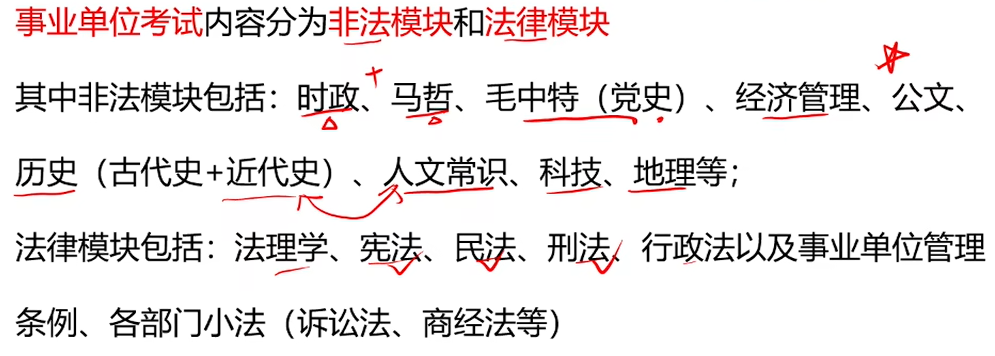 事业单位考试内容分为非法模块和法律模块
其中非法模块包括：时政、马哲、毛中特（党史）、经济管理、公文、
历史（古代史+近代史）、人文常识、科技、地理等；
法律模块包括：法理学、宪法、民法、刑法、行政法以及事业单位管理
条例、各部门小法（诉讼法、商经法等）